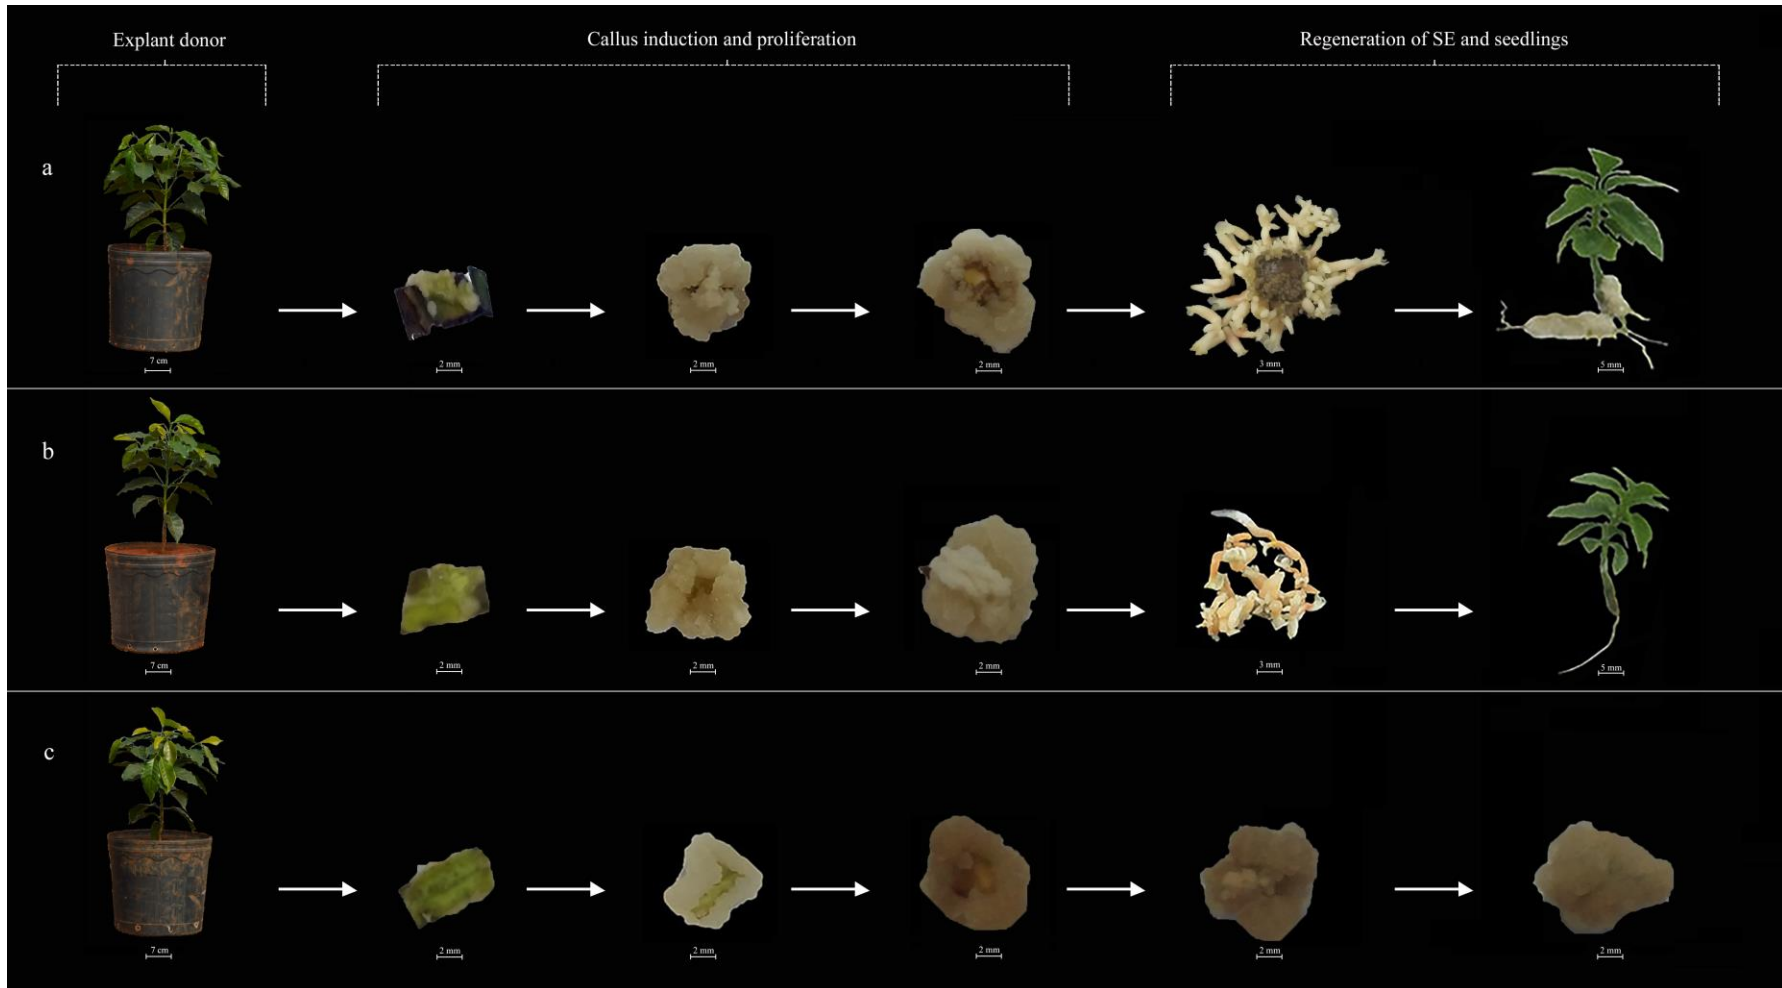 Explant donor
Callus induction and proliferation
Regeneration of SE and seedlings
a
7 cm
2 mm
2 mm
2 mm
3 mm
5 mm
b
7 cm
2 mm
2 mm
2 mm
3 mm
5 mm
c
7 cm
2 mm
2 mm
2 mm
2 mm
2 mm